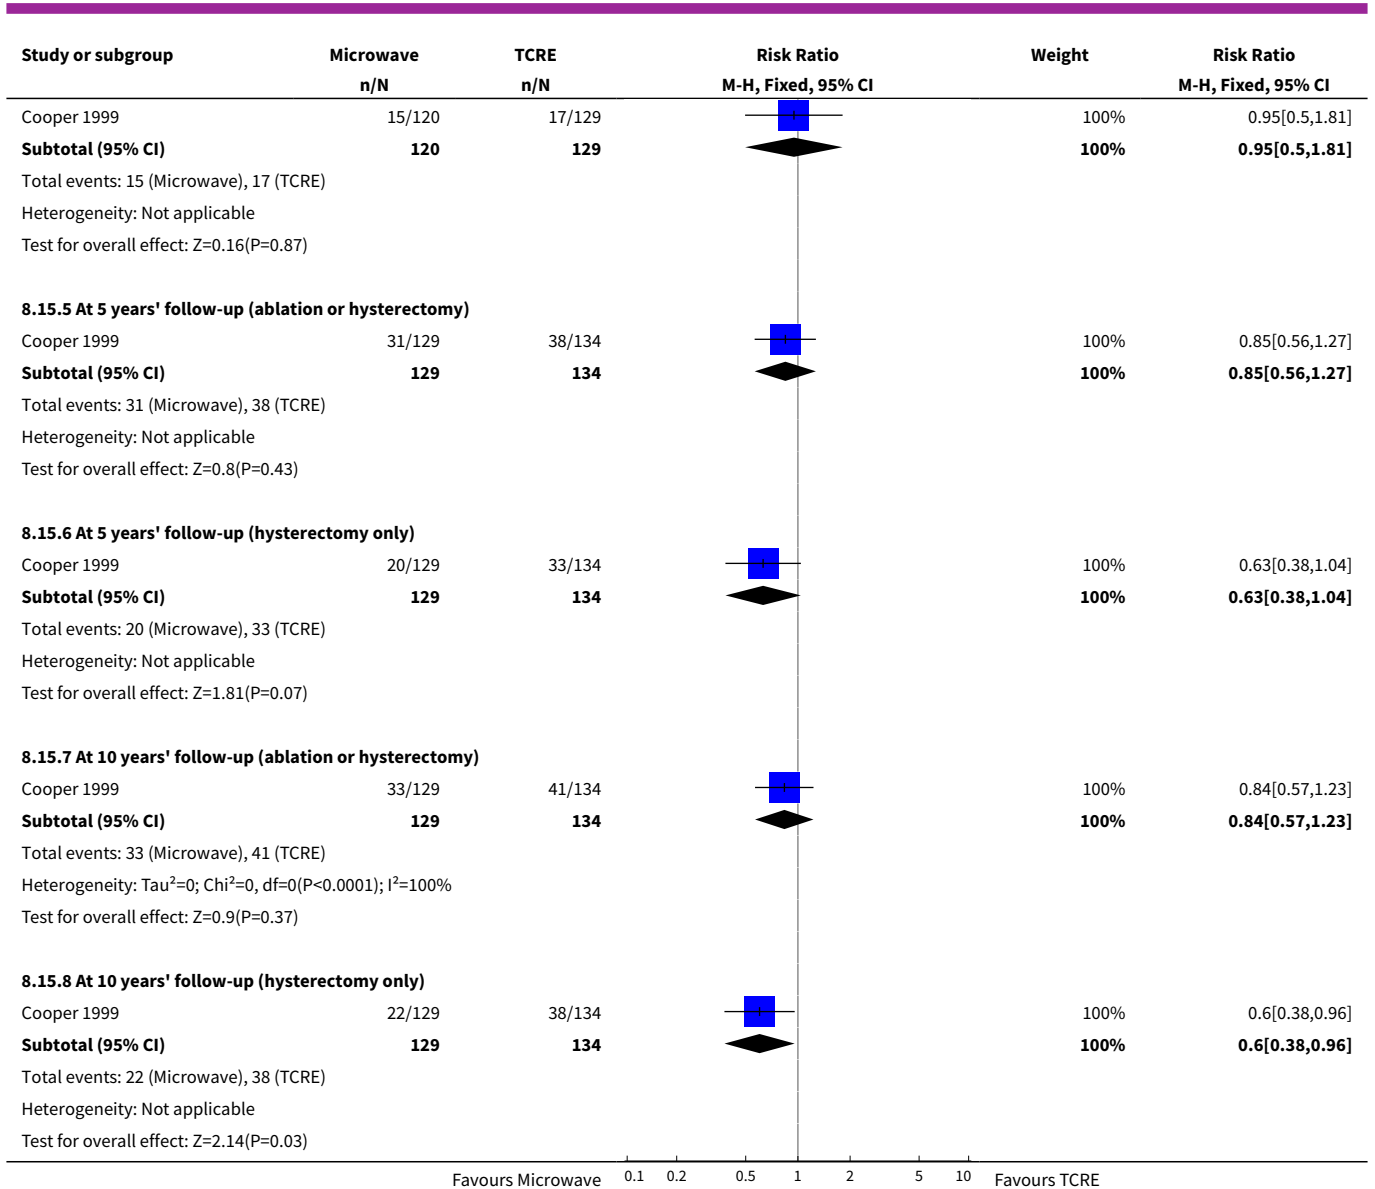 Study or subgroup Microwave TCRE Risk Ratio Weight Risk Ratio
n/N n/N M-H, Fixed, 95% CI M-H, Fixed, 95% CI
Cooper 1999 15/120 17/129 100% 0.95[0.5,1.81]
Subtotal (95% CI) 120 129 100% 0.95[0.5,1.81]
Total events: 15 (Microwave), 17 (TCRE)
Heterogeneity: Not applicable
Test for overall effect: Z=0.16(P=0.87)
8.15.5 At 5 years' follow-up (ablation or hysterectomy)
Cooper 1999 31/129 38/134 100% 0.85[0.56,1.27]
Subtotal (95% CI) 129 134 100% 0.85[0.56,1.27]
Total events: 31 (Microwave), 38 (TCRE)
Heterogeneity: Not applicable
Test for overall effect: Z=0.8(P=0.43)
8.15.6 At 5 years' follow-up (hysterectomy only)
Cooper 1999 20/129 33/134 100% 0.63[0.38,1.04]
Subtotal (95% CI) 129 134 100% 0.63[0.38,1.04]
Total events: 20 (Microwave), 33 (TCRE)
Heterogeneity: Not applicable
Test for overall effect: Z=1.81(P=0.07)
8.15.7 At 10 years' follow-up (ablation or hysterectomy)
Cooper 1999 33/129 41/134 100% 0.84[0.57,1.23]
Subtotal (95% CI) 129 134 100% 0.84[0.57,1.23]
Total events: 33 (Microwave), 41 (TCRE)
Heterogeneity: Tau²=0; Chi²=0, df=0(P<0.0001); I²=100%
Test for overall effect: Z=0.9(P=0.37)
8.15.8 At 10 years' follow-up (hysterectomy only)
Cooper 1999 22/129 38/134 100% 0.6[0.38,0.96]
Subtotal (95% CI) 129 134 100% 0.6[0.38,0.96]
Total events: 22 (Microwave), 38 (TCRE)
Heterogeneity: Not applicable
Test for overall effect: Z=2.14(P=0.03)
Favours Microwave 0.1 0.2 0.5 1 2 5 10 Favours TCRE